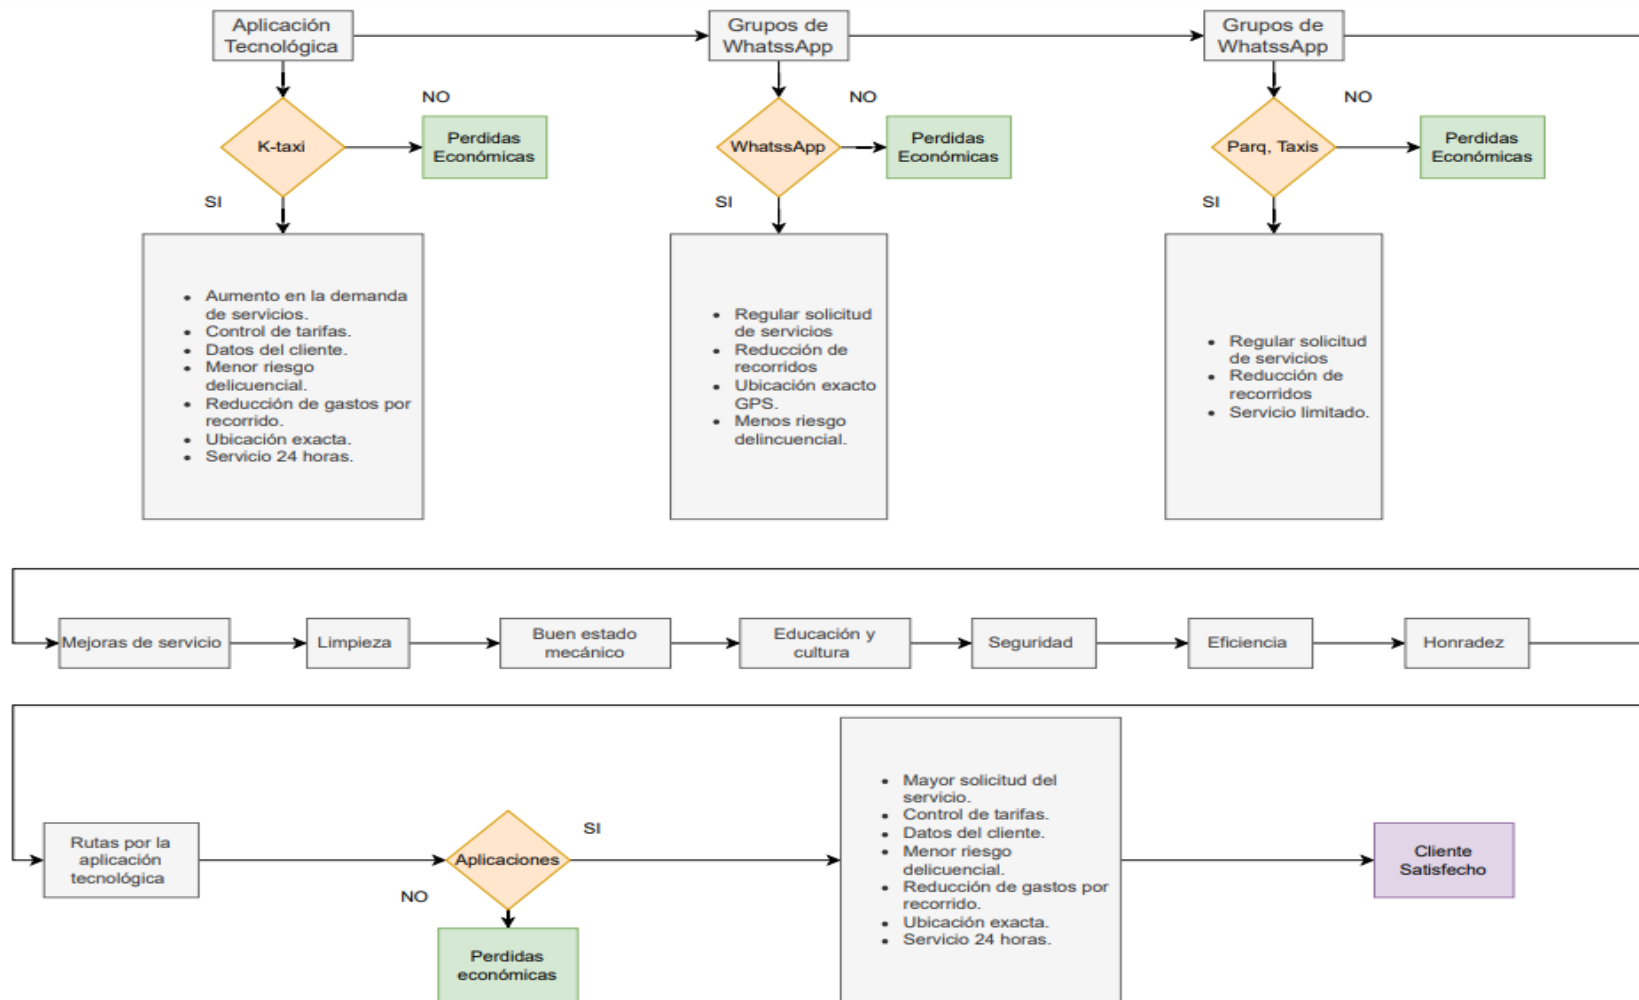 Aplicación
Tecnológica
Grupos de
WhatssApp
Grupos de
WhatssApp
K-taxi
NO
Perdidas
Económicas
SI
WhatssApp
NO
Perdidas
Económicas
SI
Parq, Taxis
NO
Perdidas
Económicas
SI
• Aumento en la demanda
de servicios.
• Control de tarifas.
• Datos del cliente.
• Menor riesgo
delicuencial.
• Reducción de gastos por
recorrido.
• Ubicación exacta.
• Servicio 24 horas.
• Regular solicitud
de servicios
• Reducción de
recorridos
• Ubicación exacto
GPS.
• Menos riesgo
delincuencial.
• Regular solicitud
de servicios
• Reducción de
recorridos
• Servicio limitado.
Mejoras de servicio
Limpieza
Buen estado
mecánico
Educación y
cultura
Seguridad
Eficiencia
Honradez
Rutas por la
aplicación
tecnológica
Aplicaciones
SI
NO
Perdidas
económicas
• Mayor solicitud del
servicio.
• Control de tarifas.
• Datos del cliente.
• Menor riesgo
delicuencial.
• Reducción de gastos por
recorrido.
• Ubicación exacta.
• Servicio 24 horas.
Cliente
Satisfecho